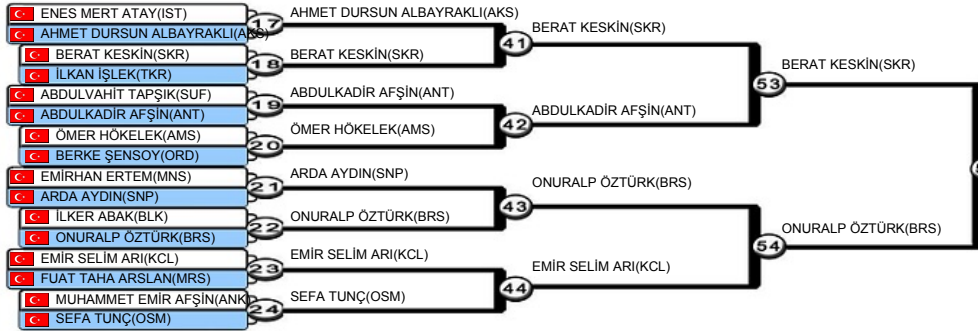 ENES MERT ATAY(IST)
AHMET DURSUN ALBAYRAKLI(AKS)
BERAT KESKİN(SKR)
İLKAN İŞLEK(TKR)
ABDULVAHİT TAPŞIK(SUF)
ABDULKADİR AFŞİN(ANT)
ÖMER HÖKELEK(AMS)
BERKE ŞENSOY(ORD)
EMİRHAN ERTEM(MNS)
ARDA AYDIN(SNP)
İLKER ABAK(BLK)
ONURALP ÖZTÜRK(BRS)
EMİR SELİM ARI(KCL)
FUAT TAHA ARSLAN(MRS)
MUHAMMET EMİR AFŞİN(ANK)
SEFA TUNÇ(OSM)
17
18
19
20
21
22
23
24
AHMET DURSUN ALBAYRAKLI(AKS)
BERAT KESKİN(SKR)
ABDULKADİR AFŞİN(ANT)
ÖMER HÖKELEK(AMS)
ARDA AYDIN(SNP)
ONURALP ÖZTÜRK(BRS)
EMİR SELİM ARI(KCL)
SEFA TUNÇ(OSM)
41
42
43
44
BERAT KESKİN(SKR)
ABDULKADİR AFŞİN(ANT)
ONURALP ÖZTÜRK(BRS)
EMİR SELİM ARI(KCL)
53
54
BERAT KESKİN(SKR)
ONURALP ÖZTÜRK(BRS)